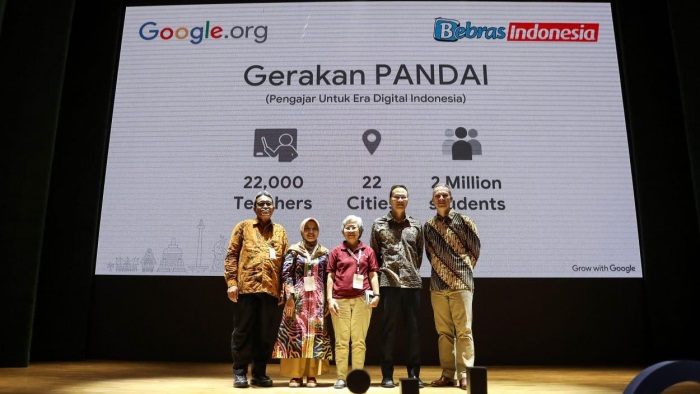 Google.org
Bebras Indonesia
Gerakan PANDAI
(Pengajar Untuk Era Digital Indonesia)
22,000
Teachers
22
Cities
2 Million
students
Grow with Google